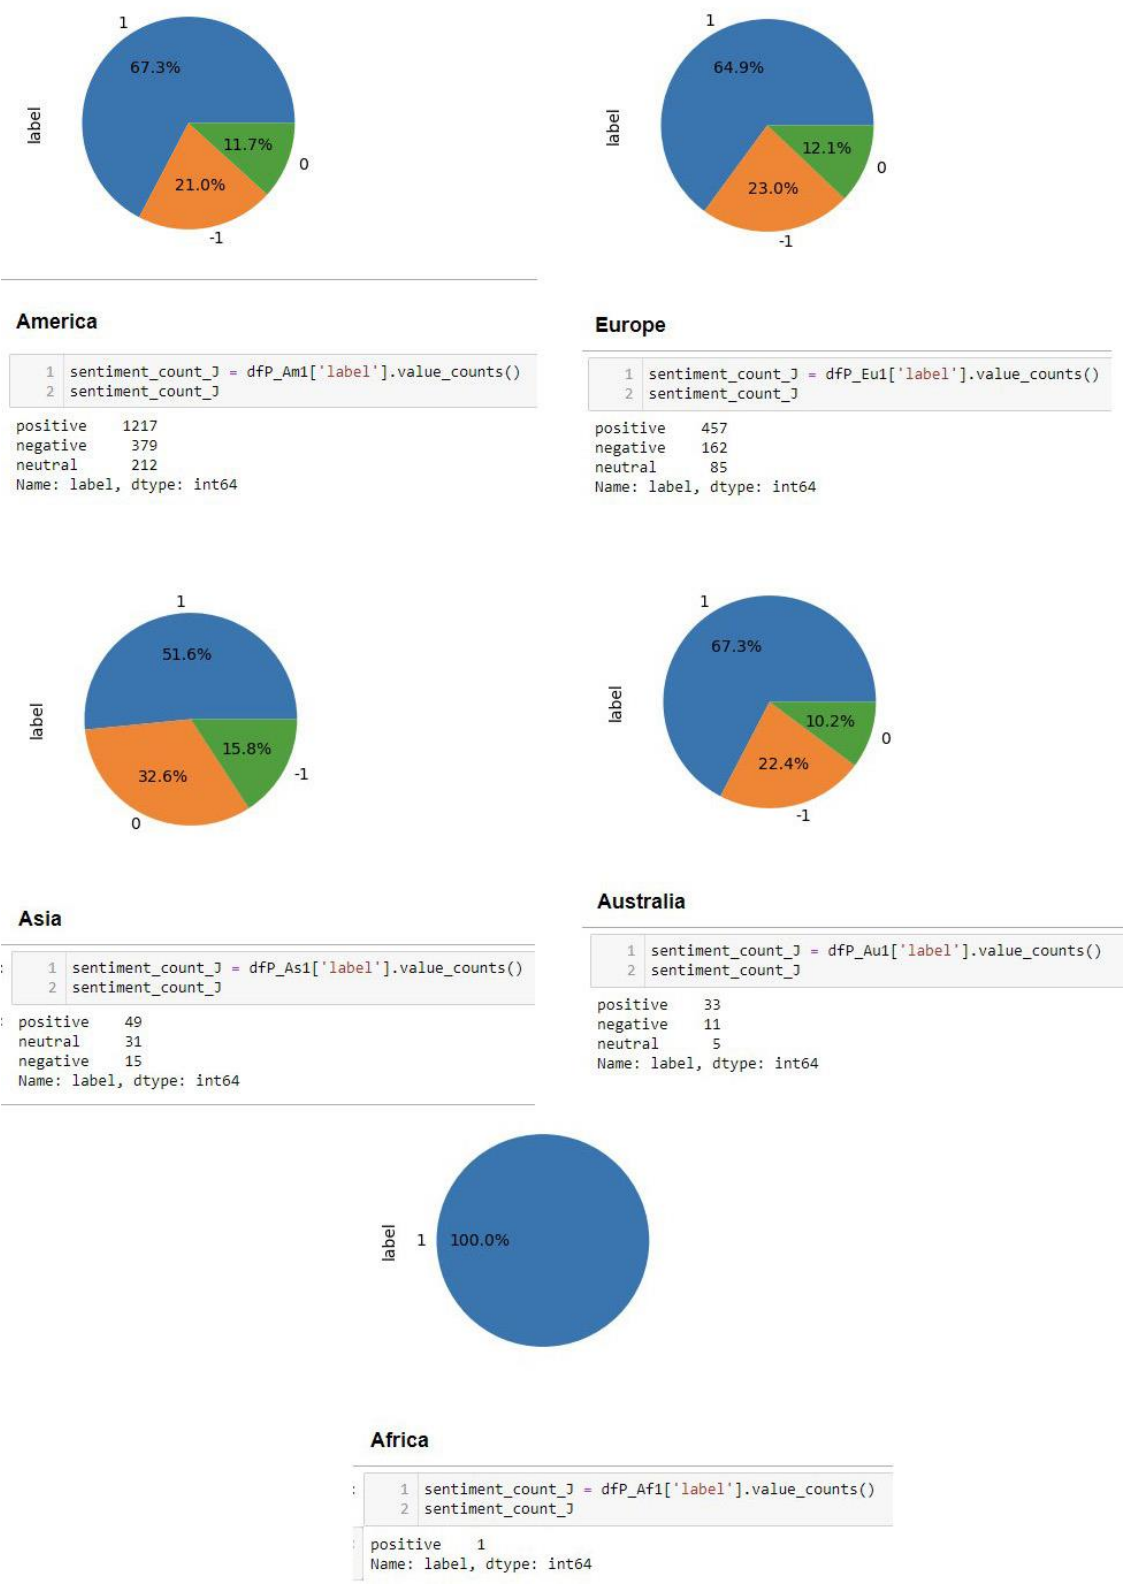 1
67.3%
label
11.7%
0
21.0%
-1
America
1 sentiment_count_J = dfP_Am1['label'].value_counts()
2 sentiment_count_J
positive 1217
negative 379
neutral 212
Name: label, dtype: int64
1
64.9%
label
12.1%
0
23.0%
-1
Europe
1 sentiment_count_J = dfP_Eu1['label'].value_counts()
2 sentiment_count_J
positive 457
negative 162
neutral 85
Name: label, dtype: int64
1
51.6%
label
15.8%
-1
32.6%
0
Asia
: 1 sentiment_count_J = dfP_As1['label'].value_counts()
2 sentiment_count_J
: positive 49
neutral 31
negative 15
Name: label, dtype: int64
1
67.3%
label
10.2%
0
22.4%
-1
Australia
1 sentiment_count_J = dfP_Au1['label'].value_counts()
2 sentiment_count_J
positive 33
negative 11
neutral 5
Name: label, dtype: int64
label
1
100.0%
Africa
: 1 sentiment_count_J = dfP_Af1['label'].value_counts()
2 sentiment_count_J
: positive 1
Name: label, dtype: int64